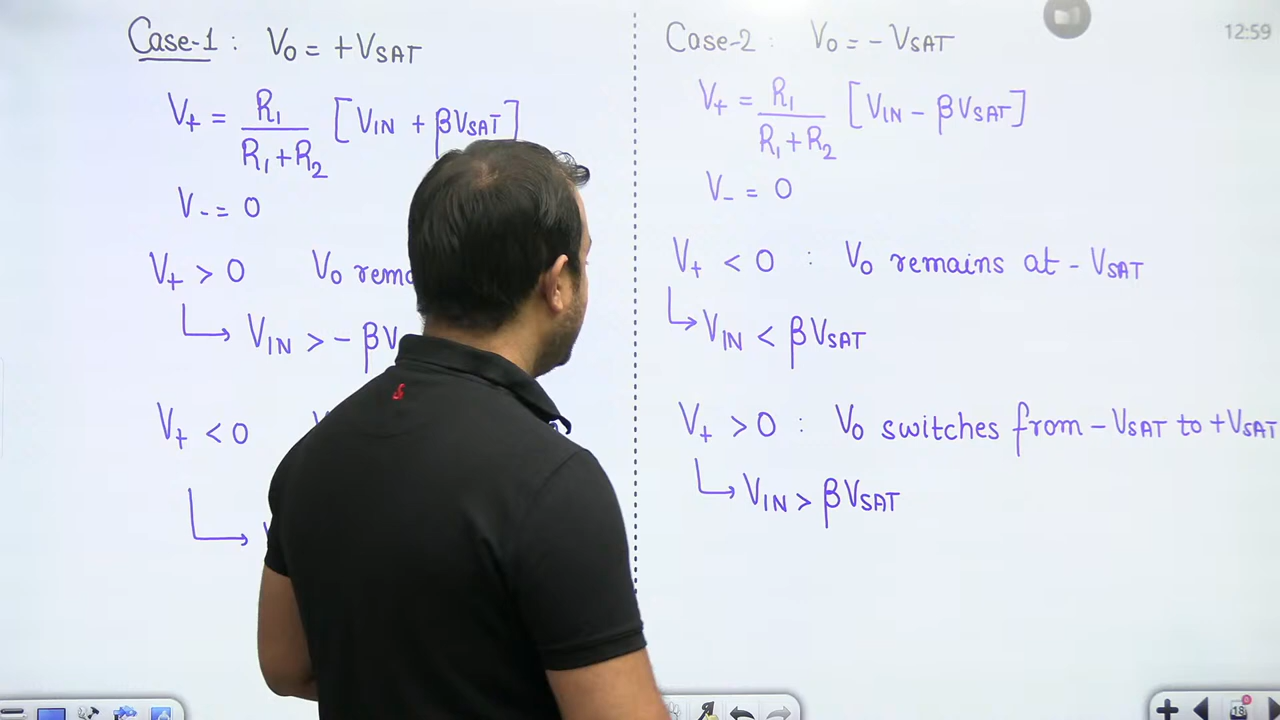 Case-1 : V₀ = +VSAT
V₊ = R₁ / R₁+R₂ [VIN + βVSAT]
V₋ = 0
V₊ > 0 V₀
↳ VIN > - β
V₊ < 0
Case-2 : V₀ = - VSAT
V₊ = R₁ / R₁+R₂ [VIN - βVSAT]
V₋ = 0
V₊ < 0 : V₀ remains at - VSAT
↳ VIN < βVSAT
V₊ > 0 : V₀ switches from - VSAT to +VSAT
↳ VIN > βVSAT
12:59
18